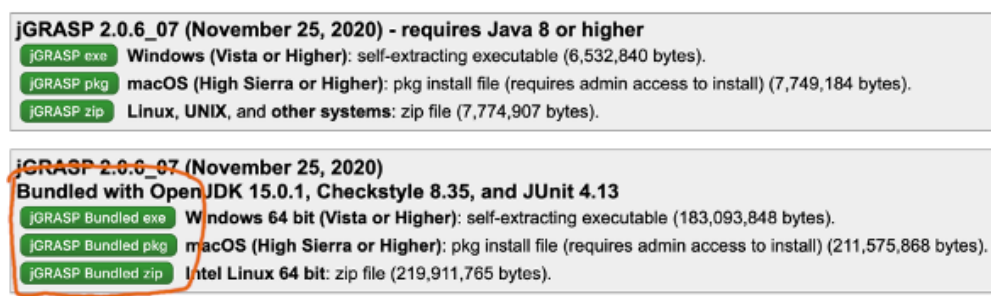 jGRASP 2.0.6_07 (November 25, 2020) - requires Java 8 or higher
jGRASP exe Windows (Vista or Higher): self-extracting executable (6,532,840 bytes).
jGRASP pkg macOS (High Sierra or Higher): pkg install file (requires admin access to install) (7,749,184 bytes).
jGRASP zip Linux, UNIX, and other systems: zip file (7,774,907 bytes).
jGRASP 2.0.6_07 (November 25, 2020)
Bundled with OpenJDK 15.0.1, Checkstyle 8.35, and JUnit 4.13
jGRASP Bundled exe Windows 64 bit (Vista or Higher): self-extracting executable (183,093,848 bytes).
jGRASP Bundled pkg macOS (High Sierra or Higher): pkg install file (requires admin access to install) (211,575,868 bytes).
jGRASP Bundled zip Intel Linux 64 bit: zip file (219,911,765 bytes).